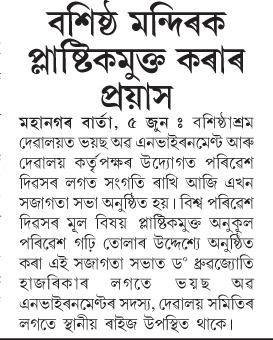 বশিষ্ঠ মন্দিৰক
প্লাষ্টিকমুক্ত কৰাৰ
প্ৰয়াস
মহানগৰ বাৰ্তা, ৫ জুন ঃ বশিষ্ঠাশ্ৰম
দেৱালয়ত ভয়ছ অৱ এনভাইৰনমেণ্ট আৰু
দেৱালয় কৰ্তৃপক্ষৰ উদ্যোগত পৰিৱেশ
দিৱসৰ লগত সংগতি ৰাখি আজি এখন
সজাগতা সভা অনুষ্ঠিত হয়। বিশ্ব পৰিৱেশ
দিৱসৰ মূল বিষয় প্লাষ্টিকমুক্ত অনুকূল
পৰিৱেশ গঢ়ি তোলাৰ উদ্দেশ্যে অনুষ্ঠিত
কৰা এই সজাগতা সভাত ড° ধ্ৰুৱজ্যোতি
হাজৰিকাৰ লগতে ভয়ছ অৱ
এনভাইৰনমেণ্টৰ সদস্য, দেৱালয় সমিতিৰ
লগতে স্থানীয় ৰাইজ উপস্থিত থাকে।